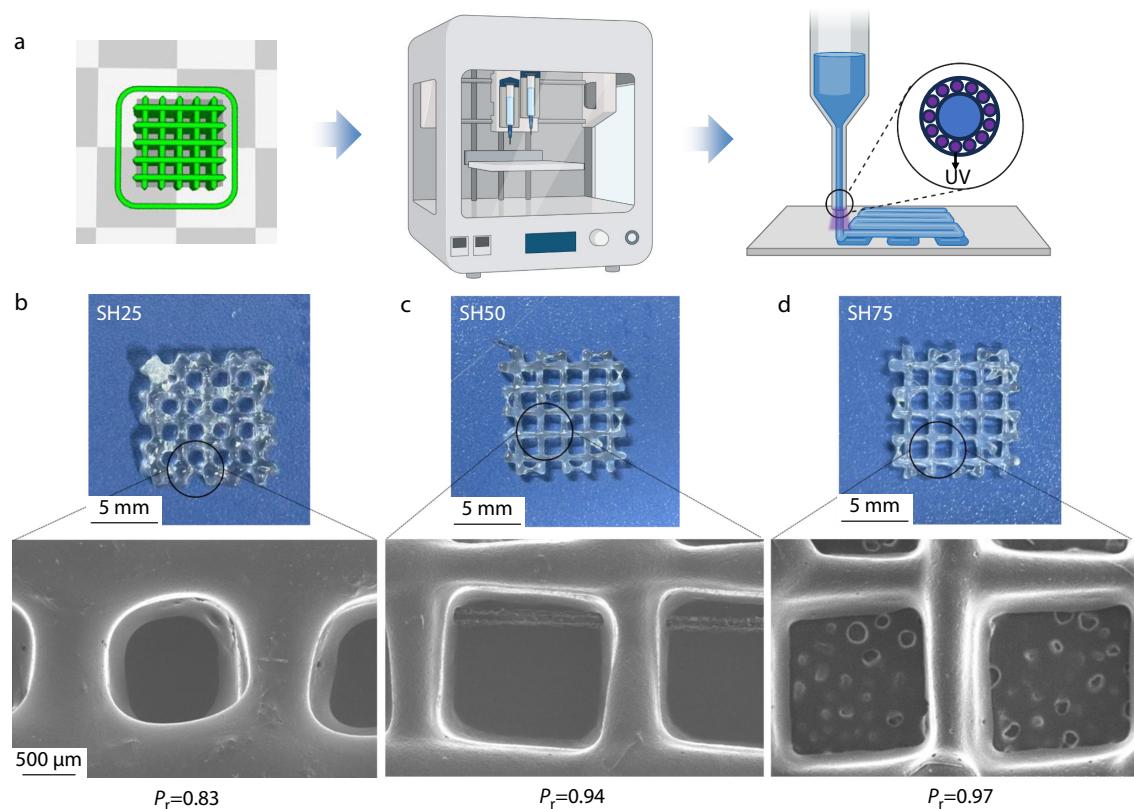 a
UV
b
SH25
c
SH50
d
SH75
5 mm
5 mm
5 mm
500 μm
Pr=0.83
Pr=0.94
Pr=0.97